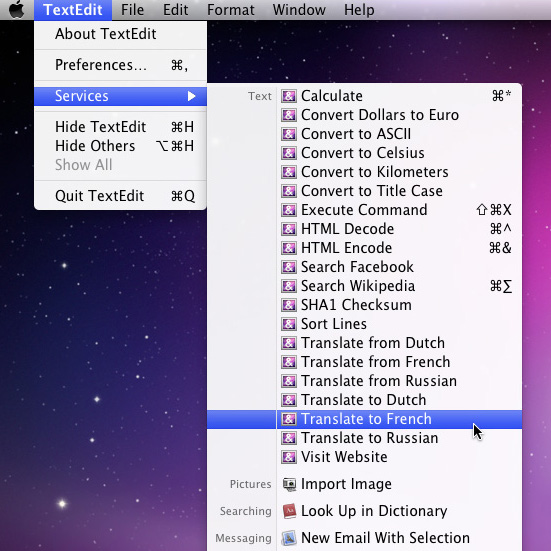 TextEdit File Edit Format Window Help
About TextEdit
Preferences... ⌘,
Services ▶
Hide TextEdit ⌘H
Hide Others ⌥⌘H
Show All
Quit TextEdit ⌘Q
Text Calculate ⌘*
Convert Dollars to Euro
Convert to ASCII
Convert to Celsius
Convert to Kilometers
Convert to Title Case
Execute Command ⇧⌘X
HTML Decode ⌘^
HTML Encode ⌘&
Search Facebook
Search Wikipedia ⌘∑
SHA1 Checksum
Sort Lines
Translate from Dutch
Translate from French
Translate from Russian
Translate to Dutch
Translate to French
Translate to Russian
Visit Website
Pictures Import Image
Searching Look Up in Dictionary
Messaging New Email With Selection